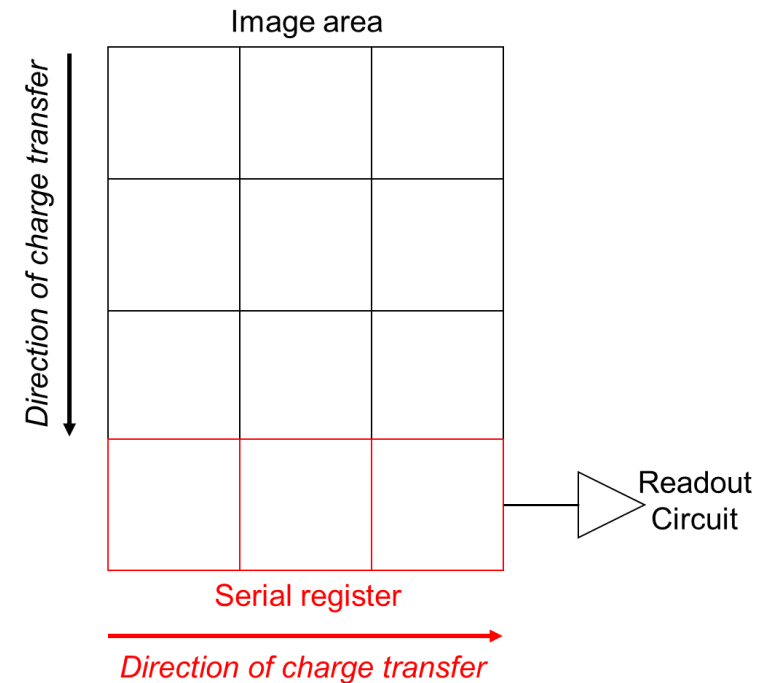 Image area
Direction of charge transfer
Readout
Circuit
Serial register
Direction of charge transfer